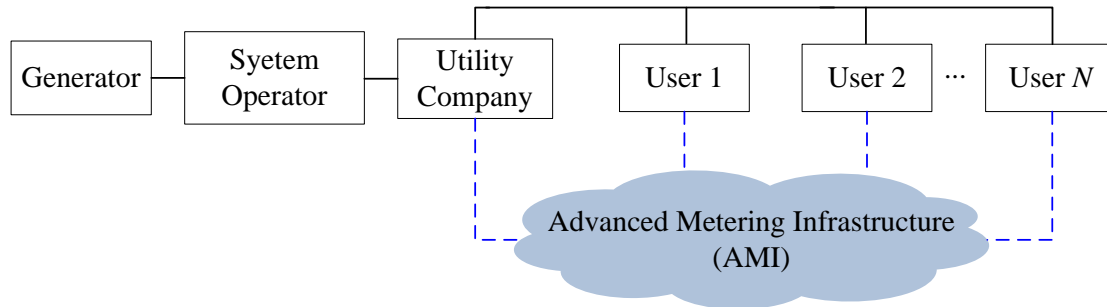 Generator
Syetem
Operator
Utility
Company
User 1
User 2
...
User N
Advanced Metering Infrastructure
(AMI)